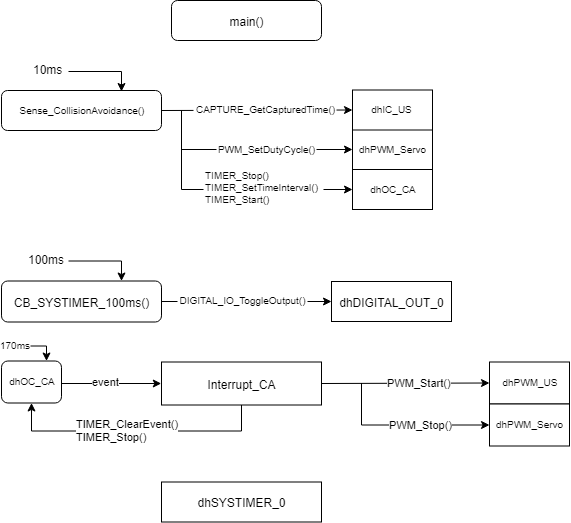 main()
10ms
Sense_CollisionAvoidance()
CAPTURE_GetCapturedTime()
dhIC_US
PWM_SetDutyCycle()
dhPWM_Servo
TIMER_Stop()
TIMER_SetTimeInterval()
TIMER_Start()
dhOC_CA
100ms
CB_SYSTIMER_100ms()
DIGITAL_IO_ToggleOutput()
dhDIGITAL_OUT_0
170ms
dhOC_CA
event
Interrupt_CA
PWM_Start()
dhPWM_US
TIMER_ClearEvent()
TIMER_Stop()
PWM_Stop()
dhPWM_Servo
dhSYSTIMER_0